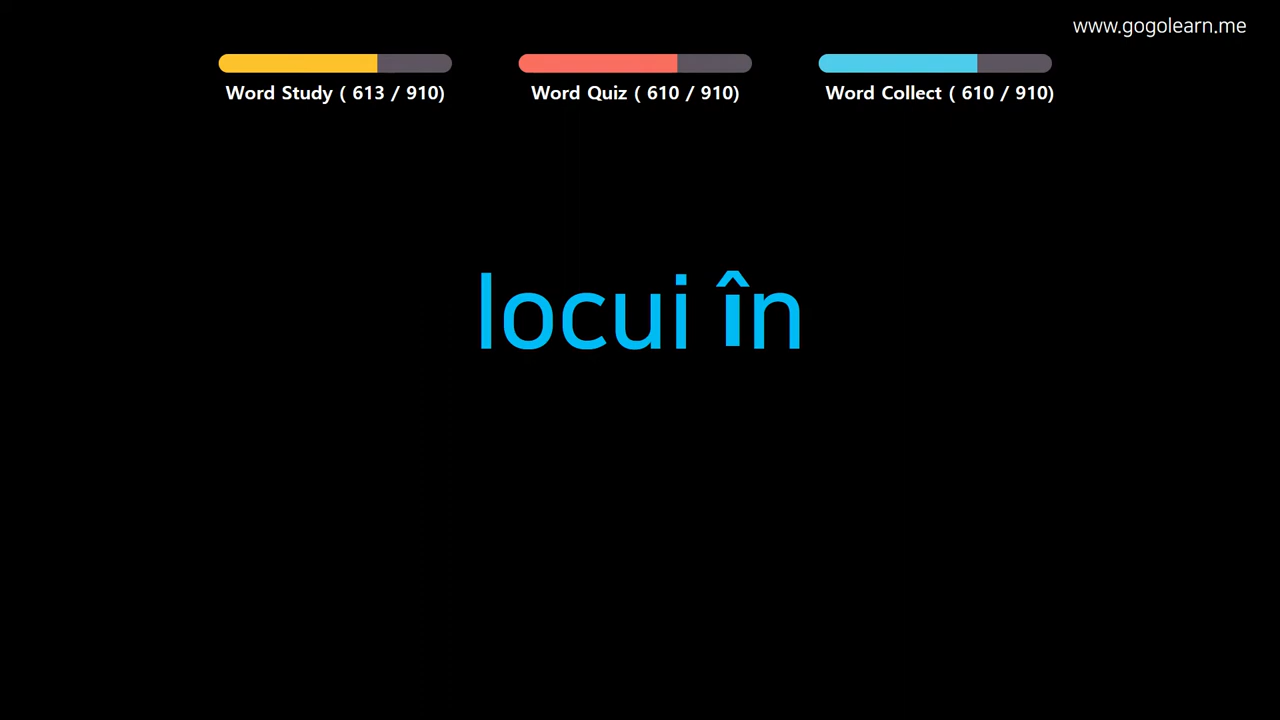 www.gogolearn.me
Word Study ( 613 / 910)
Word Quiz ( 610 / 910)
Word Collect ( 610 / 910)
locui în